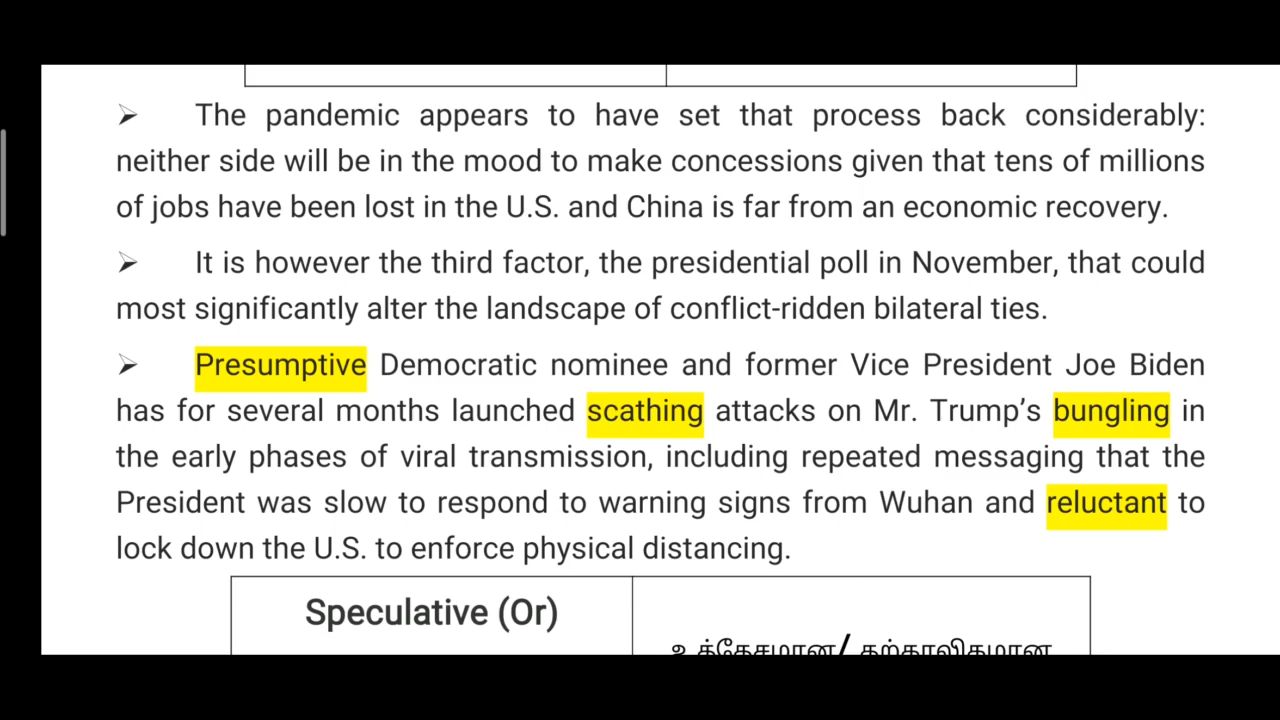 ➢ The pandemic appears to have set that process back considerably:
neither side will be in the mood to make concessions given that tens of millions
of jobs have been lost in the U.S. and China is far from an economic recovery.
➢ It is however the third factor, the presidential poll in November, that could
most significantly alter the landscape of conflict-ridden bilateral ties.
➢ Presumptive Democratic nominee and former Vice President Joe Biden
has for several months launched scathing attacks on Mr. Trump’s bungling in
the early phases of viral transmission, including repeated messaging that the
President was slow to respond to warning signs from Wuhan and reluctant to
lock down the U.S. to enforce physical distancing.
Speculative (Or)
தற்காலிகமான